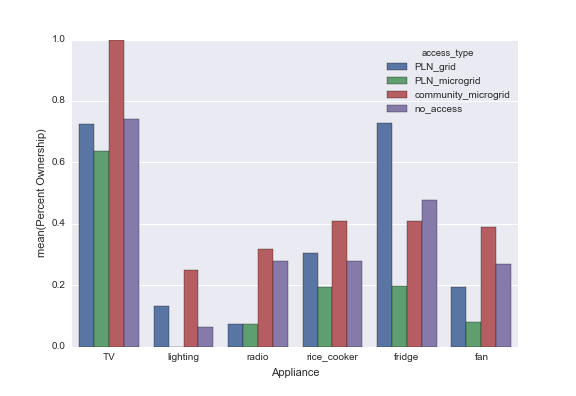 1.0
0.8
0.6
0.4
0.2
0.0
mean(Percent Ownership)
access_type
PLN_grid
PLN_microgrid
community_microgrid
no_access
TV lighting radio rice_cooker fridge fan
Appliance